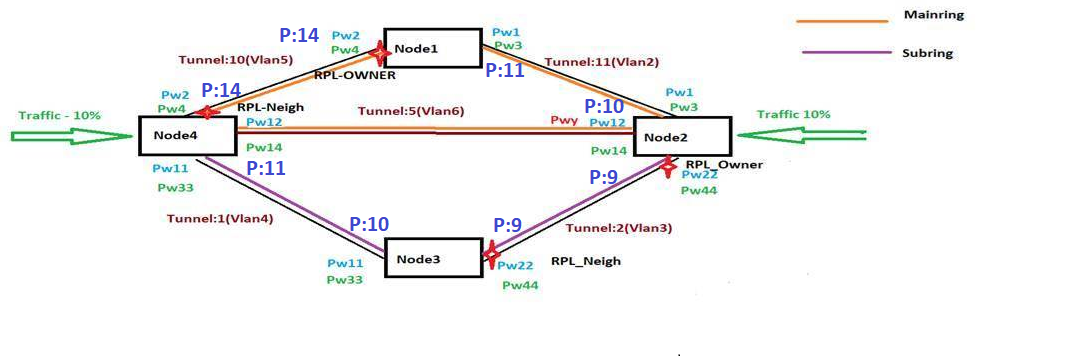 Mainring
P:14
Pw2
Pw1
Pw4
Node1
Pw3
Subring
Tunnel:10(Vlan5)
P:11
Tunnel:11(Vlan2)
RPL-OWNER
P:14
Pw2
Pw1
Pw4
RPL-Neigh
Tunnel:5(Vlan6)
P:10
Pw3
Traffic - 10%
Traffic 10%
Pw12
Pwy
Pw12
Node4
Node2
Pw14
Pw14
Pw11
P:11
RPL_Owner
P:9
Pw22
Pw33
Pw44
Tunnel:1(Vlan4)
P:10
P:9
Tunnel:2(Vlan3)
Node3
RPL_Neigh
Pw11
Pw22
Pw33
Pw44